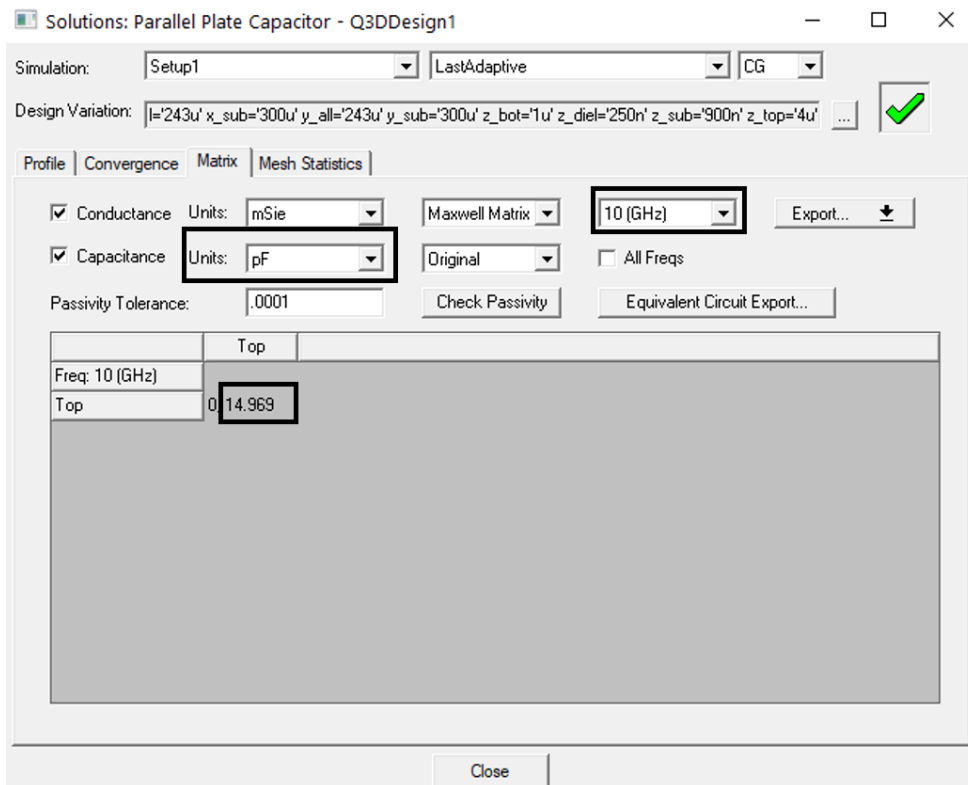 Solutions: Parallel Plate Capacitor - Q3DDesign1
Simulation: Setup1 LastAdaptive CG
Design Variation: l='243u' x_sub='300u' y_all='243u' y_sub='300u' z_bot='1u' z_diel='250n' z_sub='900n' z_top='4u' ...
Profile Convergence Matrix Mesh Statistics
Conductance Units: mSie Maxwell Matrix 10 (GHz) Export...
Capacitance Units: pF Original All Freqs
Passivity Tolerance: .0001 Check Passivity Equivalent Circuit Export...
Top
Freq: 10 (GHz)
Top 0, 14.969
Close